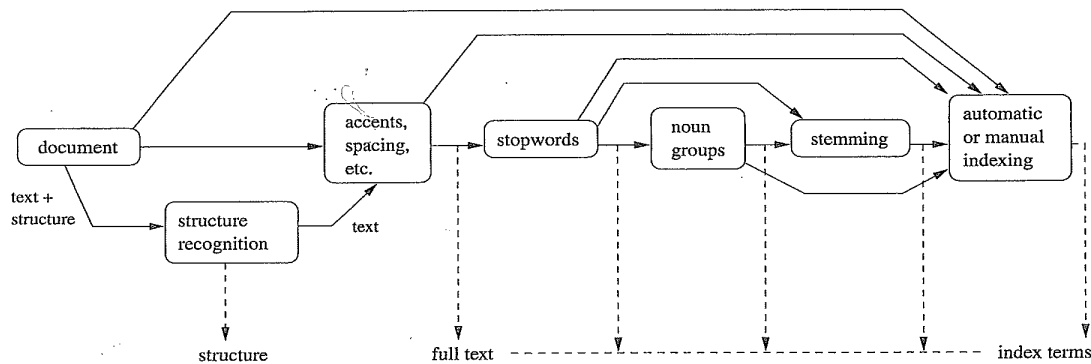 document
text +
structure
structure
recognition
text
accents,
spacing,
etc.
stopwords
noun
groups
stemming
automatic
or manual
indexing
structure
full text
index terms